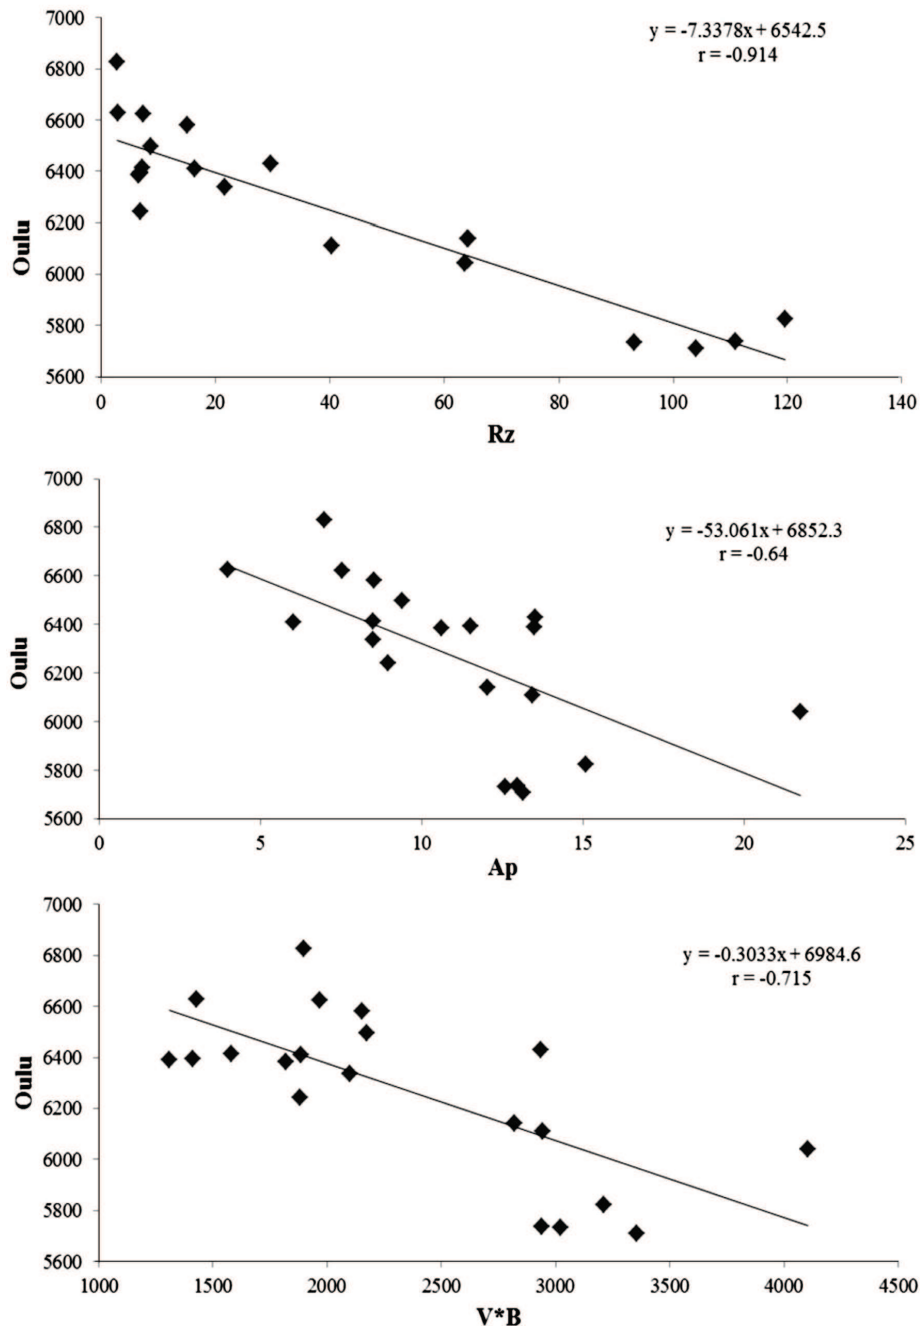 7000
y = -7.3378x + 6542.5
6800
r = -0.914
6600
6400
6200
Oulu
6000
5800
5600
0 20 40 60 80 100 120 140
Rz
7000
6800
y = -53.061x + 6852.3
r = -0.64
6600
6400
6200
Oulu
6000
5800
5600
0 5 10 15 20 25
Ap
7000
6800
y = -0.3033x + 6984.6
r = -0.715
6600
6400
6200
Oulu
6000
5800
5600
1000 1500 2000 2500 3000 3500 4000 4500
V*B